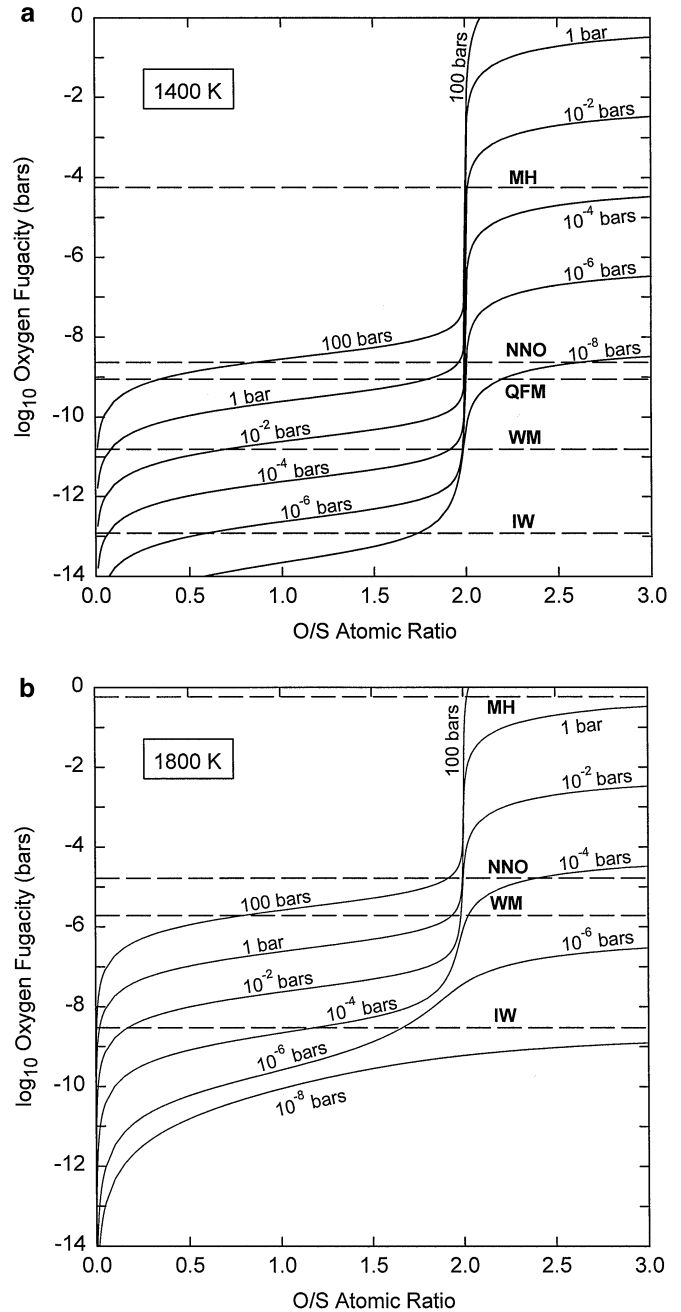 a
0
100 bars
1 bar
1400 K
-2
10-2 bars
MH
-4
10-4 bars
-6
10-6 bars
log10 Oxygen Fugacity (bars)
-8
100 bars
NNO
10-8 bars
1 bar
QFM
-10
10-2 bars
WM
10-4 bars
-12
10-6 bars
IW
-14
0.0 0.5 1.0 1.5 2.0 2.5 3.0
O/S Atomic Ratio
b
0
100 bars
MH
1 bar
1800 K
-2
10-2 bars
-4
NNO
10-4 bars
100 bars
WM
-6
1 bar
10-6 bars
log10 Oxygen Fugacity (bars)
10-2 bars
-8
10-4 bars
IW
10-6 bars
-10
10-8 bars
-12
-14
0.0 0.5 1.0 1.5 2.0 2.5 3.0
O/S Atomic Ratio